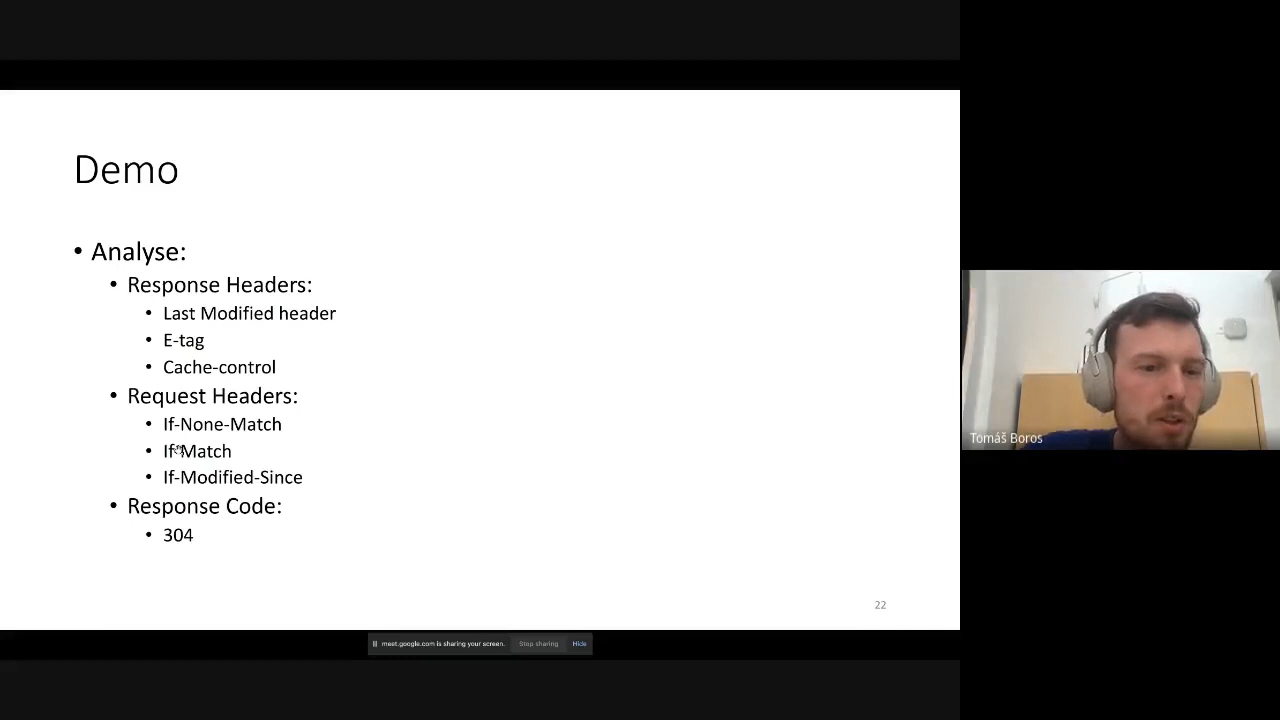 Demo
• Analyse:
• Response Headers:
• Last Modified header
• E-tag
• Cache-control
• Request Headers:
• If-None-Match
• If-Match
• If-Modified-Since
• Response Code:
• 304
22
Tomáš Boros
meet.google.com is sharing your screen.
Stop sharing
Hide